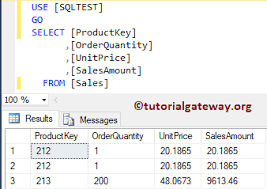 USE [SQLTEST]
GO
SELECT [ProductKey]
,[OrderQuantity]
,[UnitPrice]
,[SalesAmount]
FROM [Sales]
100 %
©tutorialgateway.org
Results Messages
ProductKey OrderQuantity UnitPrice SalesAmount
1 212 1 20.1865 20.1865
2 212 1 20.1865 20.1865
3 213 200 48.0673 9613.46